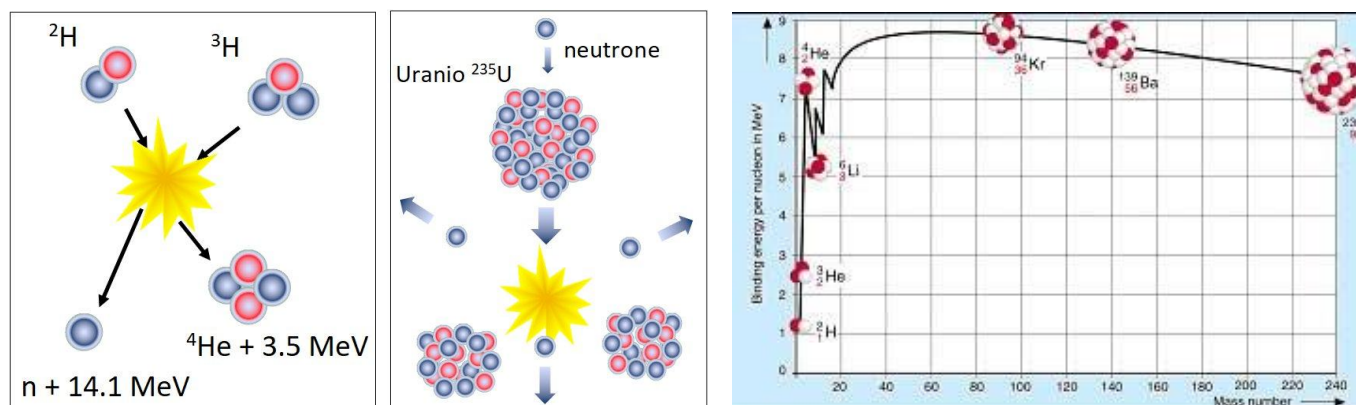 ²H
³H
⁴He + 3.5 MeV
n + 14.1 MeV
neutrone
Uranio ²³⁵U
Binding energy per nucleon in MeV
9
8
7
6
5
4
3
2
1
0
⁴₂He
⁹⁴₃₆Kr
¹³⁹₅₆Ba
23
9
⁶₃Li
³₂He
²₁H
20 40 60 80 100 120 140 160 180 200 220 240
Mass number